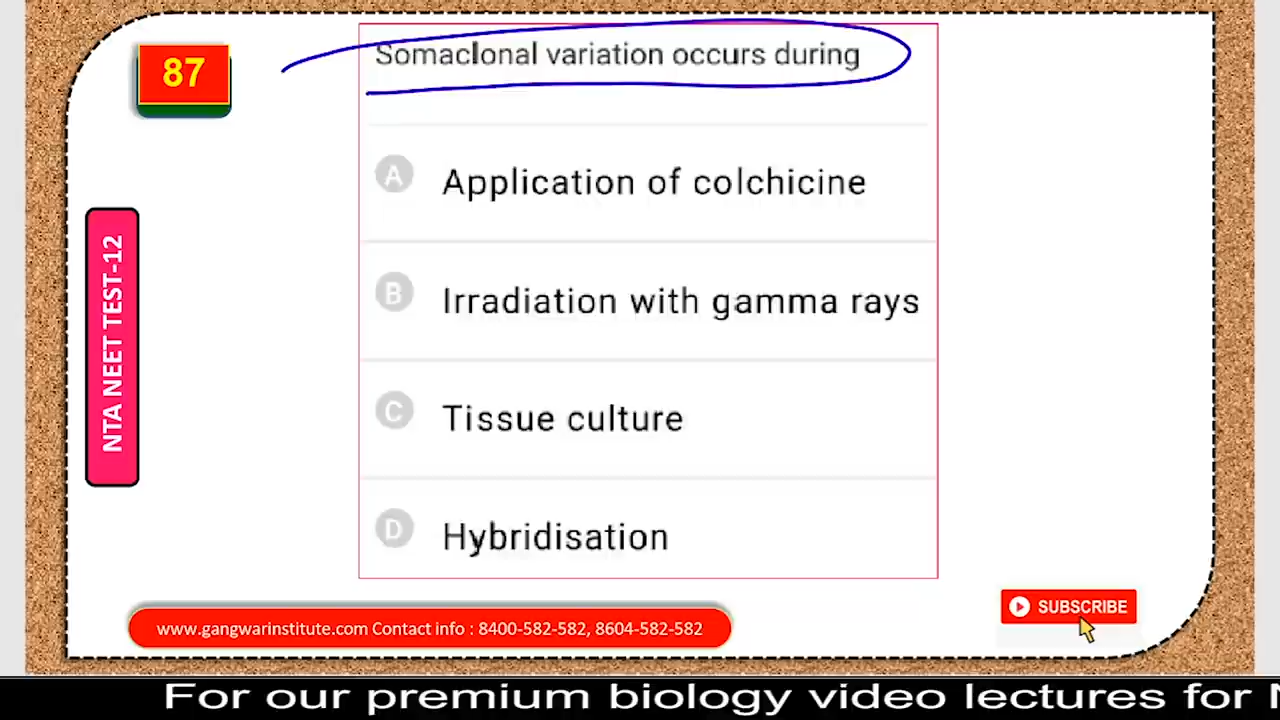 87
Somaclonal variation occurs during
A Application of colchicine
B Irradiation with gamma rays
C Tissue culture
D Hybridisation
NTA NEET TEST-12
SUBSCRIBE
www.gangwarinstitute.com Contact info : 8400-582-582, 8604-582-582
For our premium biology video lectures for N